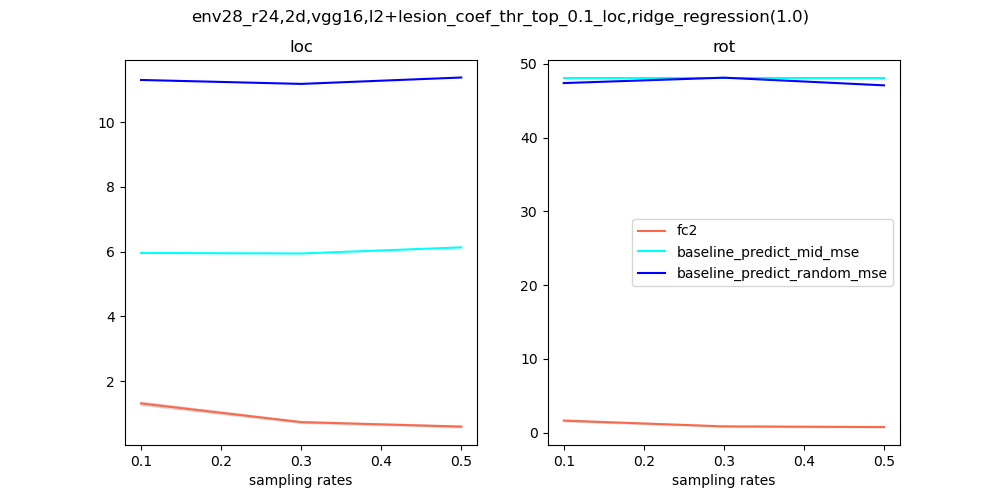 env28_r24,2d,vgg16,l2+lesion_coef_thr_top_0.1_loc,ridge_regression(1.0)
loc
10
8
6
4
2
0.1 0.2 0.3 0.4 0.5
sampling rates
rot
50
40
30
20
10
0
fc2
baseline_predict_mid_mse
baseline_predict_random_mse
0.1 0.2 0.3 0.4 0.5
sampling rates